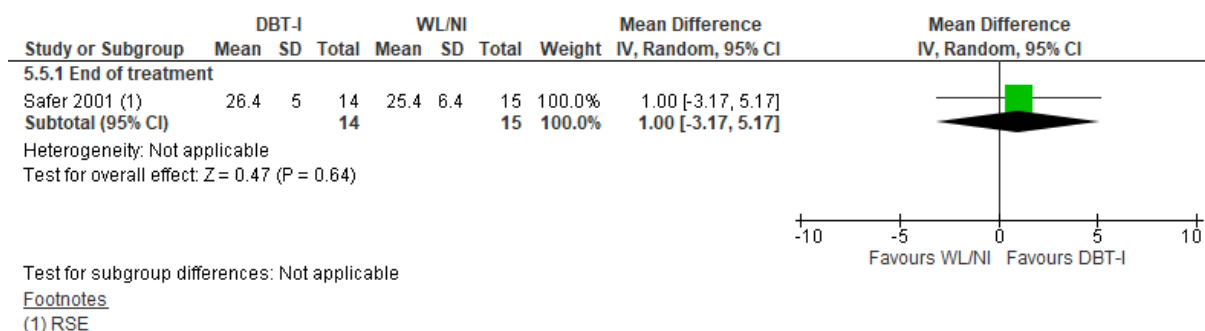 DBT-I WL/NI Mean Difference Mean Difference
Study or Subgroup Mean SD Total Mean SD Total Weight IV, Random, 95% CI IV, Random, 95% CI
5.5.1 End of treatment
Safer 2001 (1) 26.4 5 14 25.4 6.4 15 100.0% 1.00 [-3.17, 5.17]
Subtotal (95% CI) 14 15 100.0% 1.00 [-3.17, 5.17]
Heterogeneity: Not applicable
Test for overall effect: Z = 0.47 (P = 0.64)
-10 -5 0 5 10
Favours WL/NI Favours DBT-I
Test for subgroup differences: Not applicable
Footnotes
(1) RSE